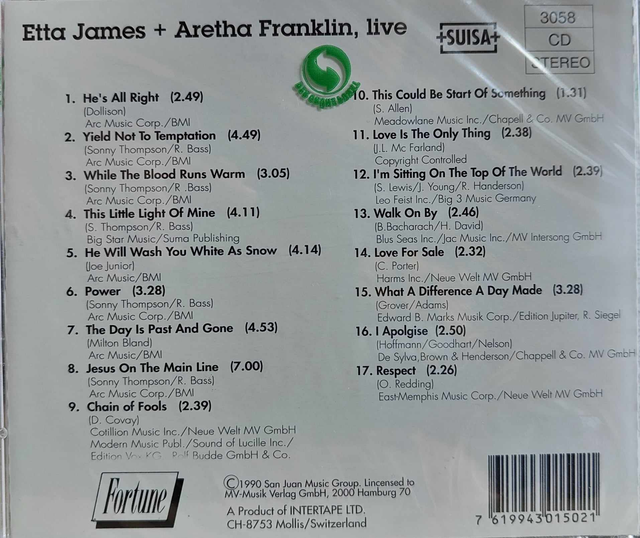 Etta James + Aretha Franklin, live
+SUISA+
3058
CD
STEREO
1. He's All Right (2.49)
(Dollison)
Arc Music Corp./BMI
2. Yield Not To Temptation (4.49)
(Sonny Thompson/R. Bass)
Arc Music Corp./BMI
3. While The Blood Runs Warm (3.05)
(Sonny Thompson/R .Bass)
Arc Music Corp./BMI
4. This Little Light Of Mine (4.11)
(S. Thompson/R. Bass)
Big Star Music/Suma Publishing
5. He Will Wash You White As Snow (4.14)
(Joe Junior)
Arc Music/BMI
6. Power (3.28)
(Sonny Thompson/R. Bass)
Arc Music Corp./BMI
7. The Day Is Past And Gone (4.53)
(Milton Bland)
Arc Music/BMI
8. Jesus On The Main Line (7.00)
(Sonny Thompson/R. Bass)
Arc Music Corp./BMI
9. Chain of Fools (2.39)
(D. Covay)
Cotillion Music Inc./Neue Welt MV GmbH
Modern Music Publ./Sound of Lucille Inc./
Edition KG Budde GmbH & Co.
10. This Could Be Start Of Something (1.31)
(S. Allen)
Meadowlane Music Inc./Chapell & Co. MV GmbH
11. Love Is The Only Thing (2.38)
(J.L. Mc Farland)
Copyright Controlled
12. I'm Sitting On The Top Of The World (2.39)
(S. Lewis/J. Young/R. Handerson)
Leo Feist Inc./Big 3 Music Germany
13. Walk On By (2.46)
(B.Bacharach/H. David)
Blus Seas Inc./Jac Music Inc./MV Intersong GmbH
14. Love For Sale (2.32)
(C. Porter)
Harms Inc./Neue Welt MV GmbH
15. What A Difference A Day Made (3.28)
(Grover/Adams)
Edward B. Marks Musik Corp./Edition Jupiter, R. Siegel
16. I Apolgise (2.50)
(Hoffmann/Goodhart/Nelson)
De Sylva,Brown & Henderson/Chappell & Co. MV GmbH
17. Respect (2.26)
(O. Redding)
East-Memphis Music Corp./Neue Welt MV GmbH
Fortune
©1990 San Juan Music Group. Lincensed to
MV-Musik Verlag GmbH, 2000 Hamburg 70
A Product of INTERTAPE LTD.
CH-8753 Mollis/Switzerland
7 619943 015021